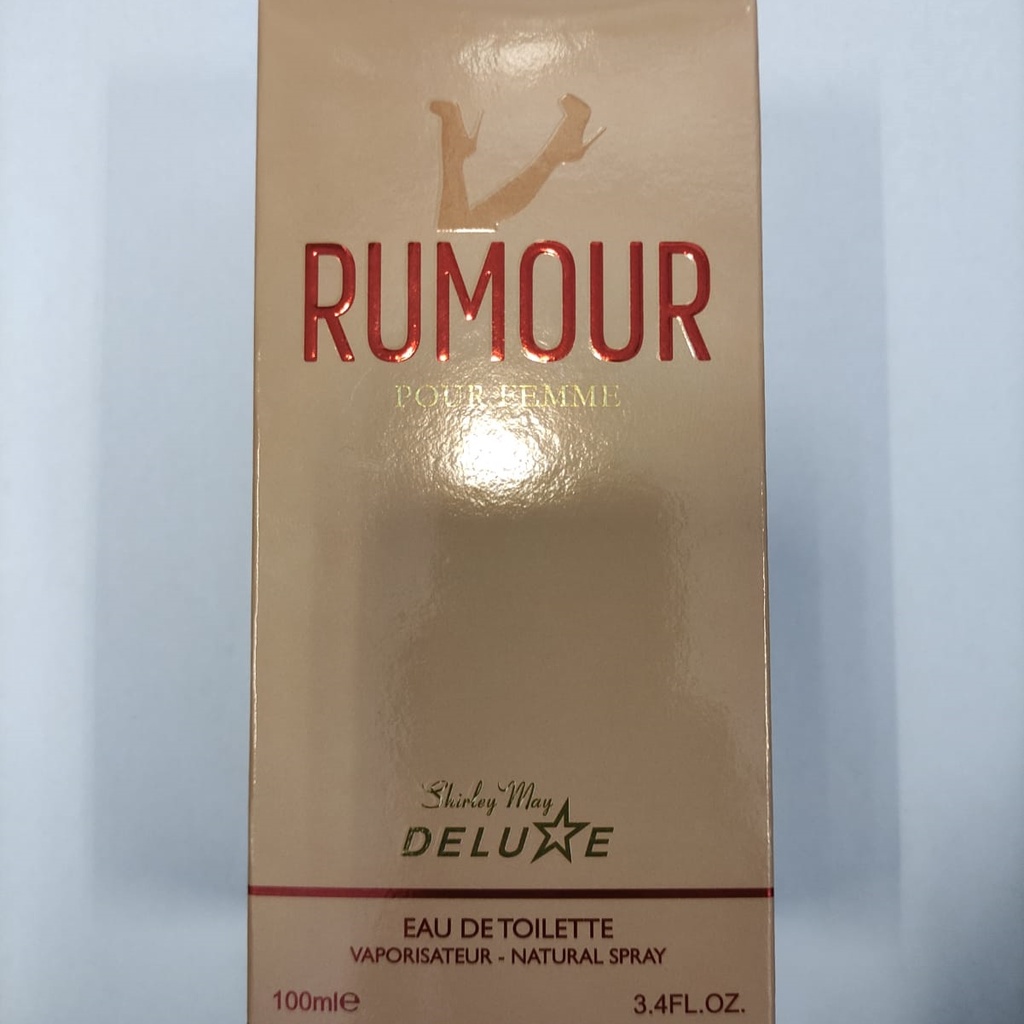 RUMOUR
POUR FEMME
Shirley May
DELUXE
EAU DE TOILETTE
VAPORISATEUR - NATURAL SPRAY
100ml℮ 3.4FL.OZ.